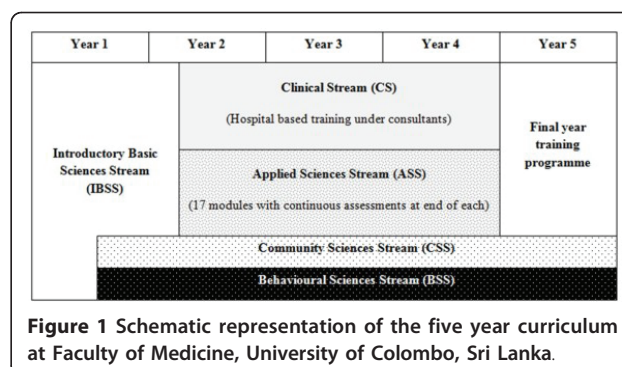 Year 1 Year 2 Year 3 Year 4 Year 5
Clinical Stream (CS)
(Hospital based training under consultants)
Introductory Basic
Sciences Stream
(IBSS)
Applied Sciences Stream (ASS)
(17 modules with continuous assessments at end of each)
Final year
training
programme
Community Sciences Stream (CSS)
Behavioural Sciences Stream (BSS)
Figure 1 Schematic representation of the five year curriculum
at Faculty of Medicine, University of Colombo, Sri Lanka.